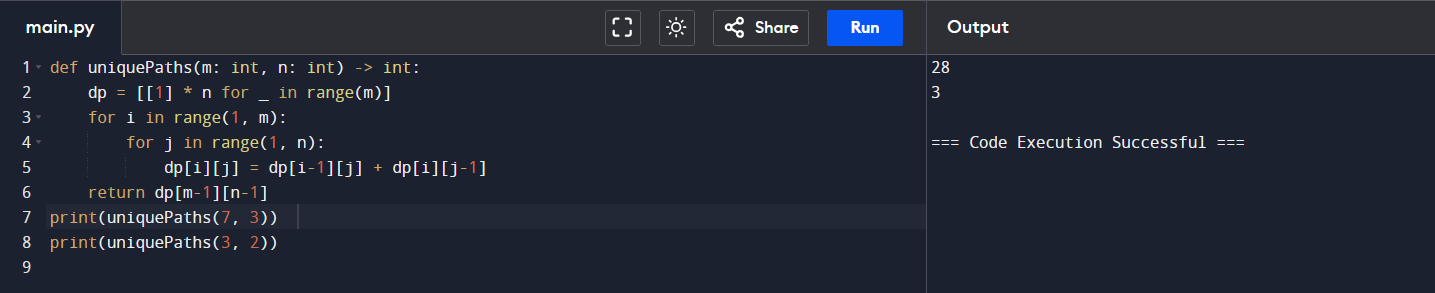 main.py
Share
Run
Output
1 def uniquePaths(m: int, n: int) -> int:
2     dp = [[1] * n for _ in range(m)]
3     for i in range(1, m):
4         for j in range(1, n):
5             dp[i][j] = dp[i-1][j] + dp[i][j-1]
6     return dp[m-1][n-1]
7 print(uniquePaths(7, 3))
8 print(uniquePaths(3, 2))
9
28
3
=== Code Execution Successful ===